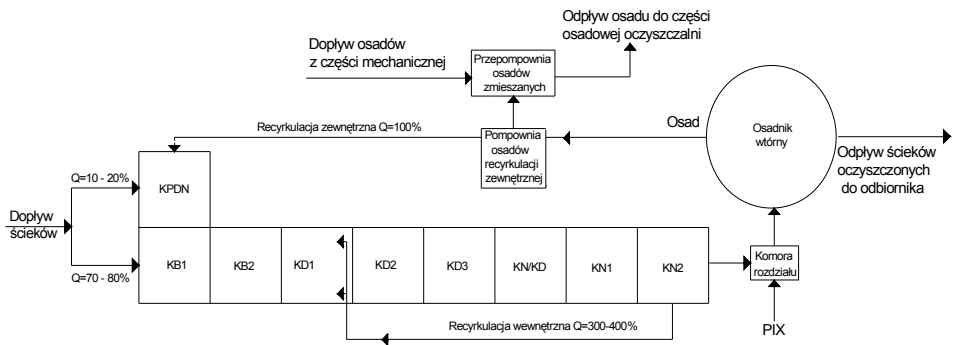 Odpływ osadu do części
osadowej oczyszczalni
Dopływ osadów
z części mechanicznej
Przepompownia
osadów
zmieszanych
Recyrkulacja zewnętrzna Q=100%
Pompownia
osadów
recyrkulacji
zewnętrznej
Osad
Osadnik
wtórny
Odpływ ścieków
oczyszczonych
do odbiornika
Q=10 - 20%
KPDN
Dopływ
ścieków
Q=70 - 80%
KB1
KB2
KD1
KD2
KD3
KN/KD
KN1
KN2
Komora
rozdziału
Recyrkulacja wewnętrzna Q=300-400%
PIX